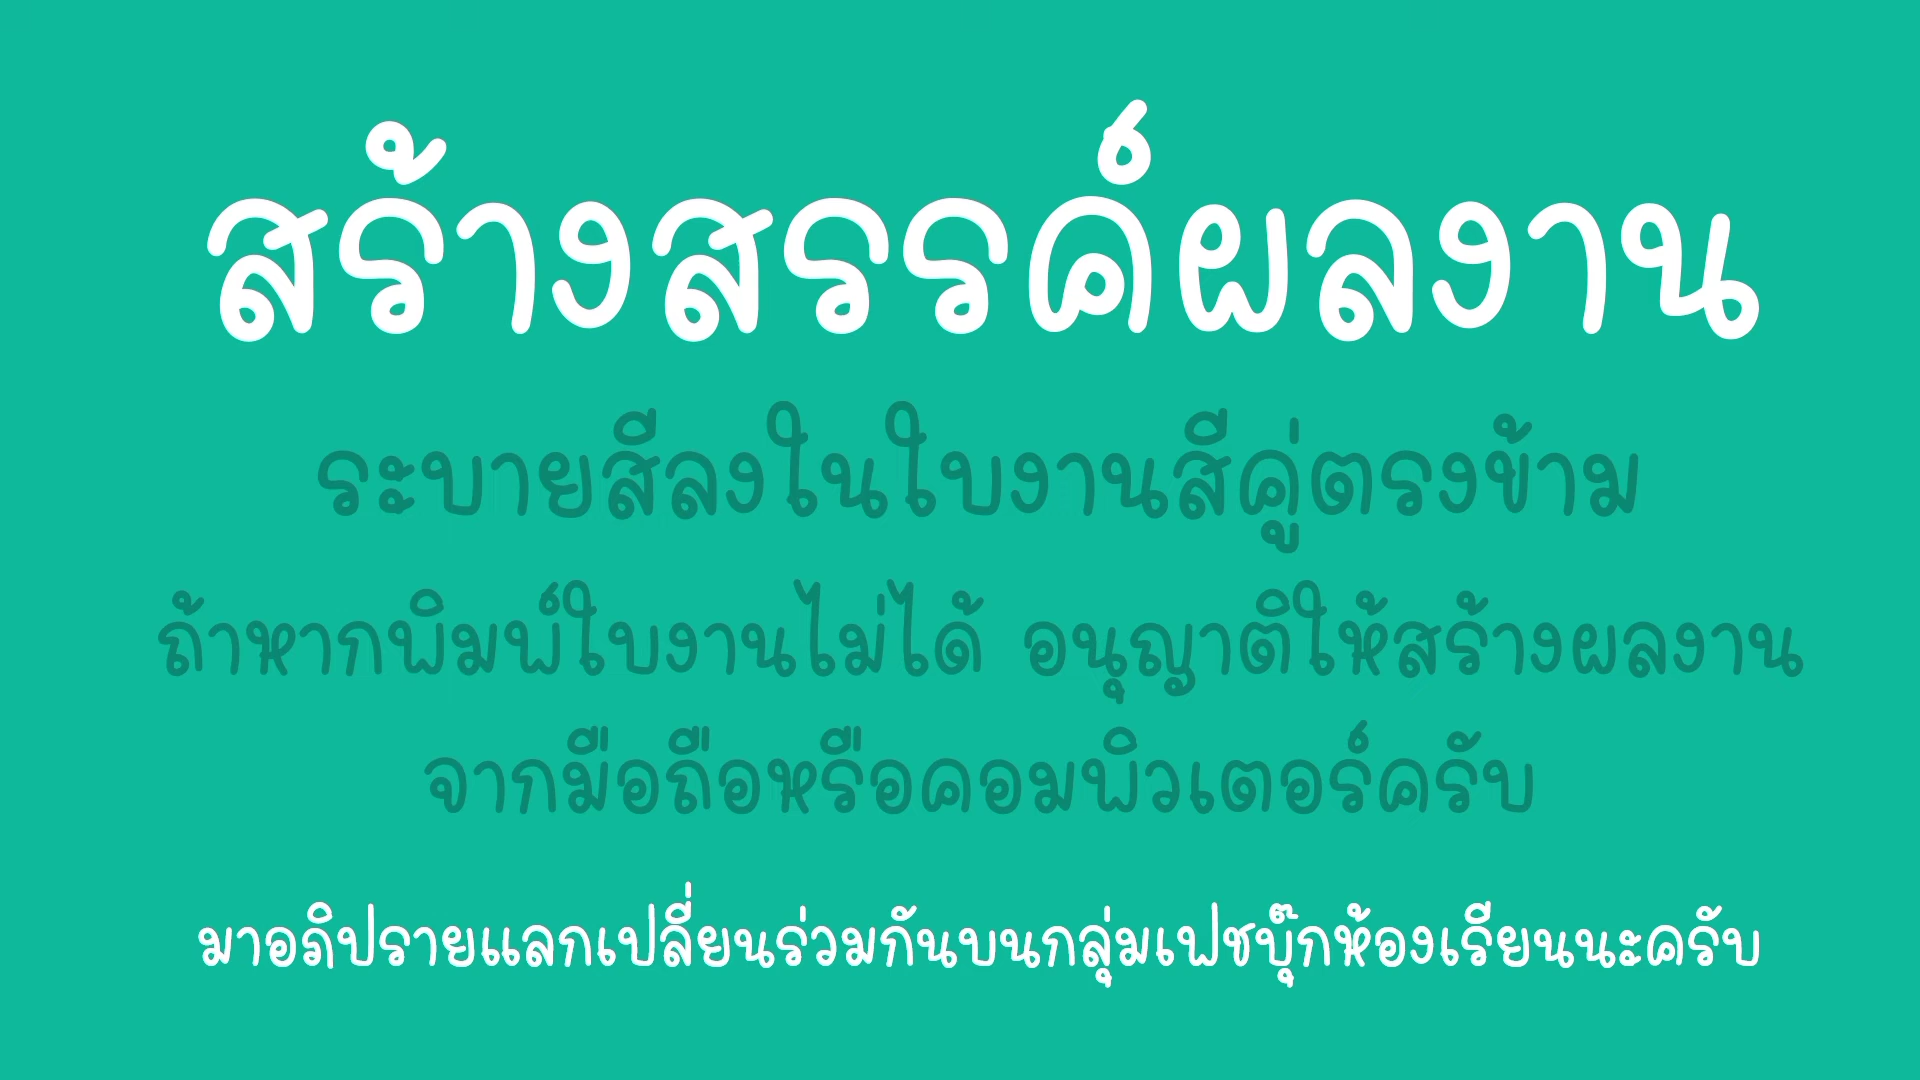 สร้างสรรค์ผลงาน
ระบายสีลงในใบงานสีคู่ตรงข้าม
ถ้าหากพิมพ์ใบงานไม่ได้ อนุญาติให้สร้างผลงาน
จากมือถือหรือคอมพิวเตอร์ครับ
มาอภิปรายแลกเปลี่ยนร่วมกันบนกลุ่มเฟซบุ๊กห้องเรียนนะครับ